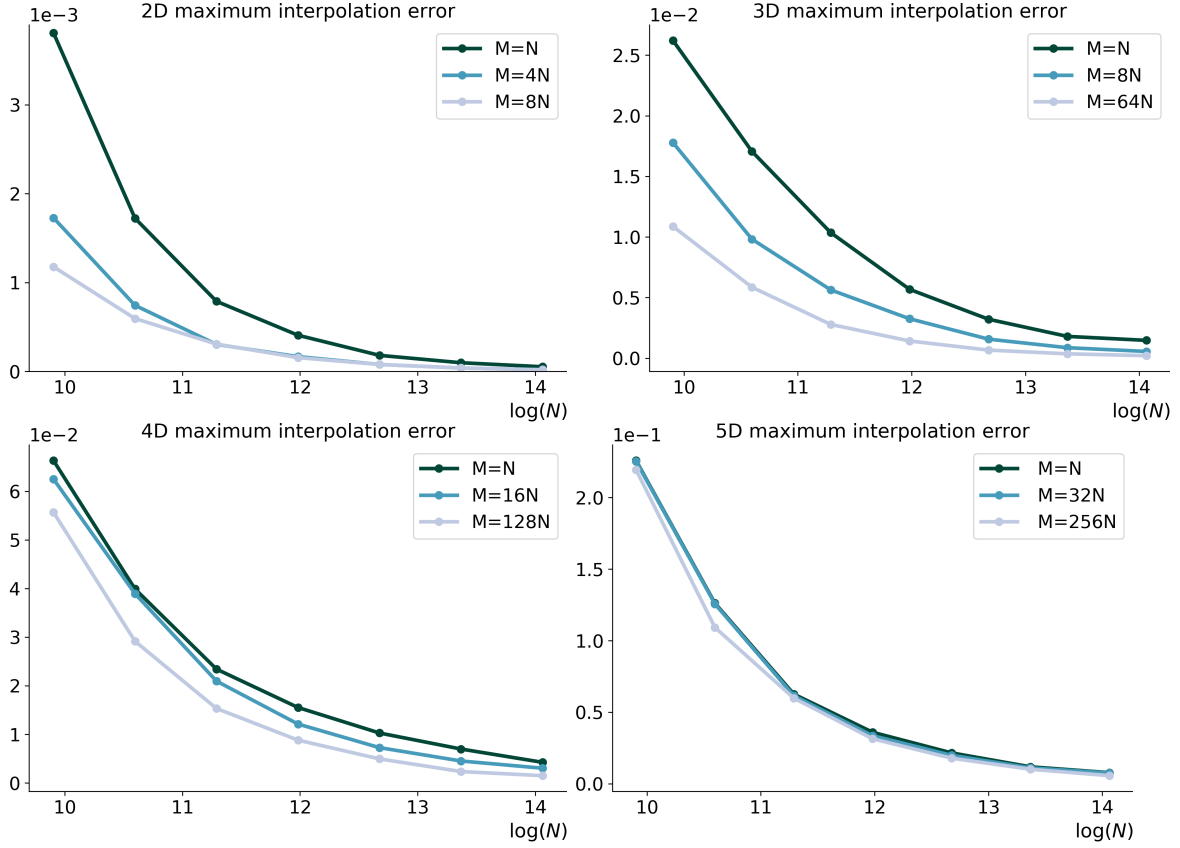 2D maximum interpolation error
1e−3
3
2
1
0
10 11 12 13 14
log(N)
M=N
M=4N
M=8N
3D maximum interpolation error
1e−2
2.5
2.0
1.5
1.0
0.5
0.0
10 11 12 13 14
log(N)
M=N
M=8N
M=64N
4D maximum interpolation error
1e−2
6
5
4
3
2
1
0
10 11 12 13 14
log(N)
M=N
M=16N
M=128N
5D maximum interpolation error
1e−1
2.0
1.5
1.0
0.5
0.0
10 11 12 13 14
log(N)
M=N
M=32N
M=256N